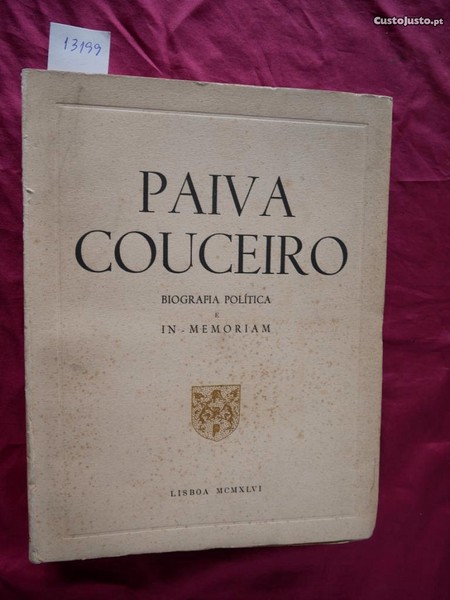 CustoJusto.pt
13199
PAIVA
COUCEIRO
BIOGRAFIA POLÍTICA
E
IN - MEMORIAM
LISBOA MCMXLVI